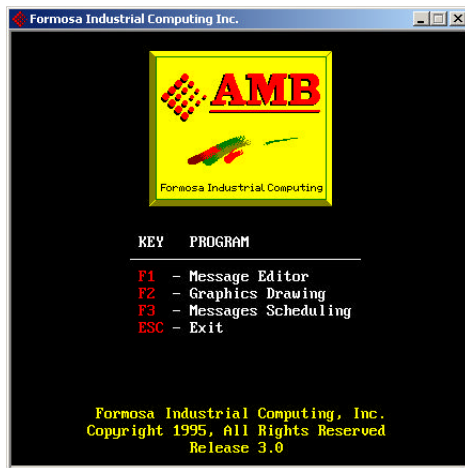 Formosa Industrial Computing Inc.
AMB
Formosa Industrial Computing
KEY PROGRAM
F1 - Message Editor
F2 - Graphics Drawing
F3 - Messages Scheduling
ESC - Exit
Formosa Industrial Computing, Inc.
Copyright 1995, All Rights Reserved
Release 3.0